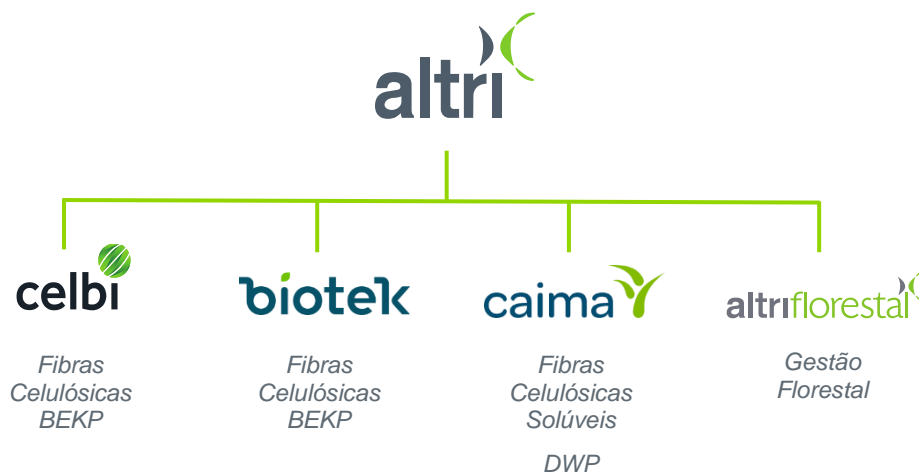 altri
celbi
biotek
caima
altriflorestal
Fibras
Celulósicas
BEKP
Fibras
Celulósicas
BEKP
Fibras
Celulósicas
Solúveis
DWP
Gestão
Florestal